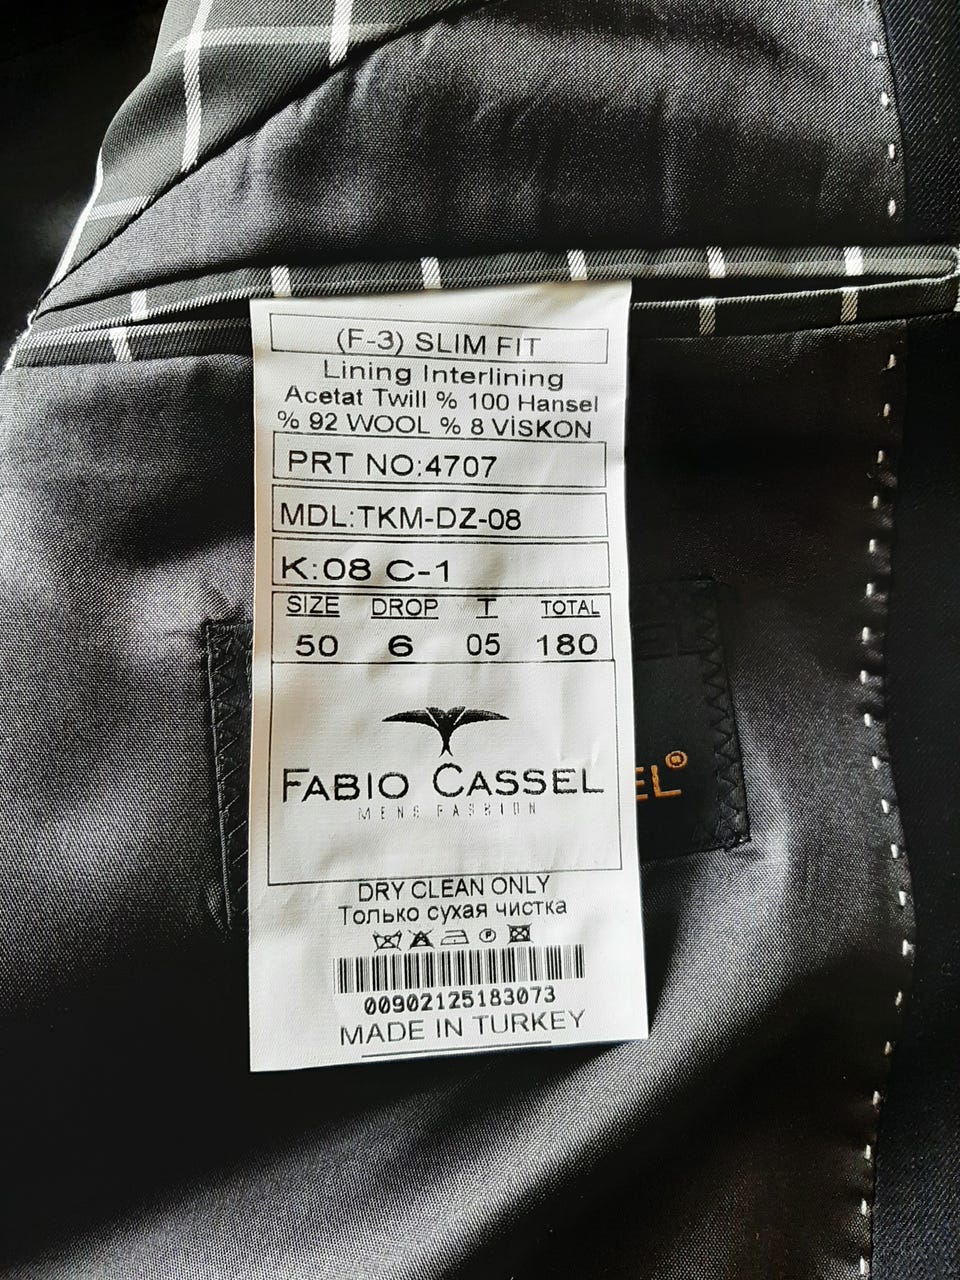 (F-3) SLIM FIT
Lining Interlining
Acetat Twill % 100 Hansel
% 92 WOOL % 8 VİSKON
PRT NO:4707
MDL:TKM-DZ-08
K:08 C-1
SIZE DROP T TOTAL
50 6 05 180
FABIO CASSEL
MENS FASHION
EL®
DRY CLEAN ONLY
Только сухая чистка
00902125183073
MADE IN TURKEY